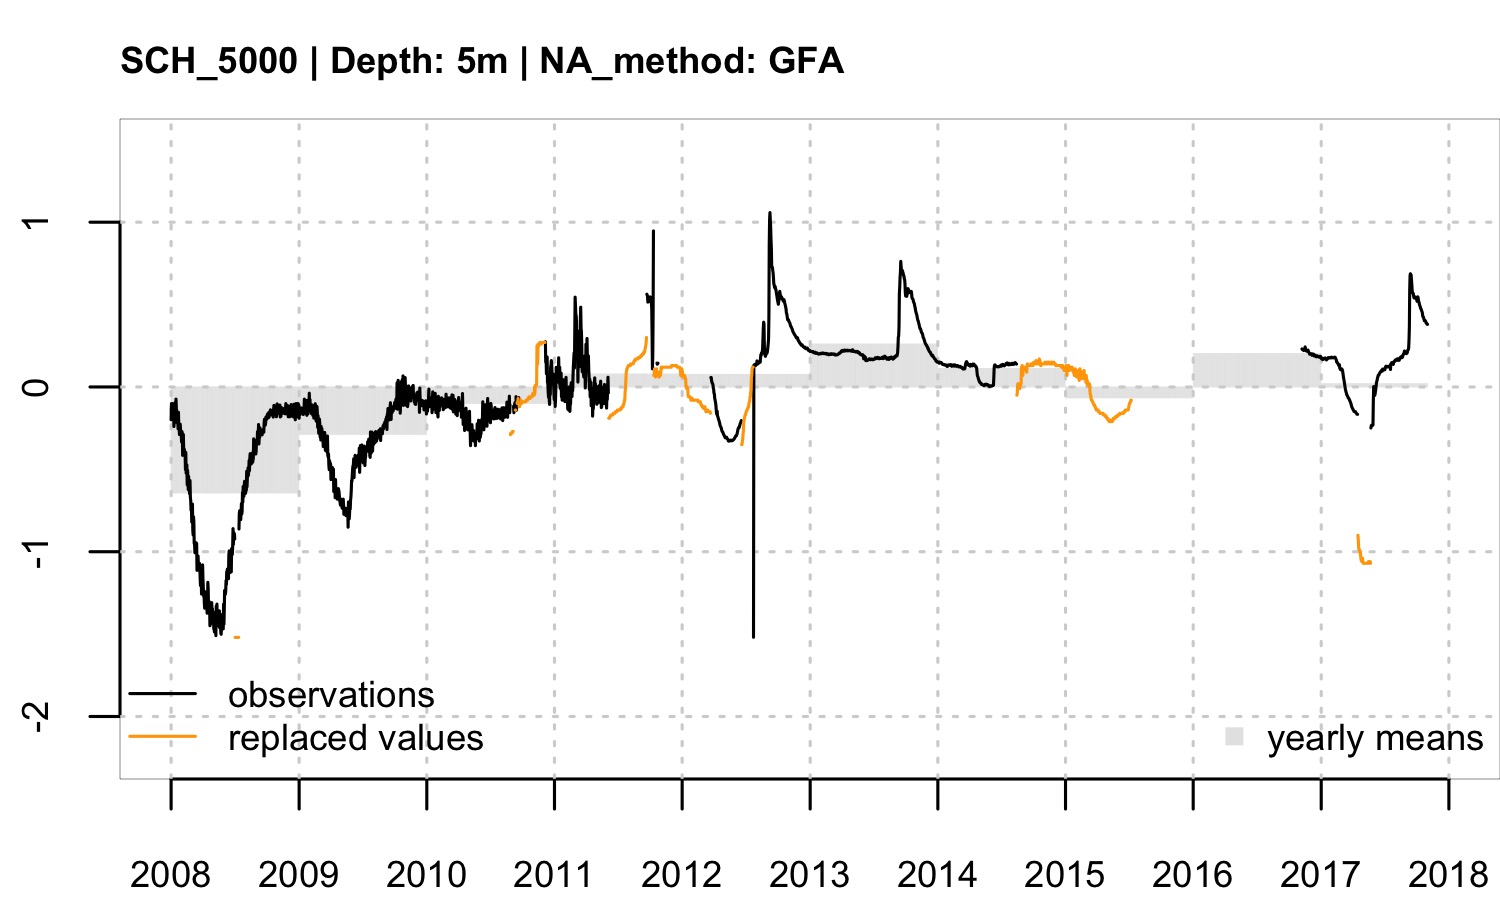 SCH_5000 | Depth: 5m | NA_method: GFA
1
0
-1
-2
observations
replaced values
yearly means
2008 2009 2010 2011 2012 2013 2014 2015 2016 2017 2018